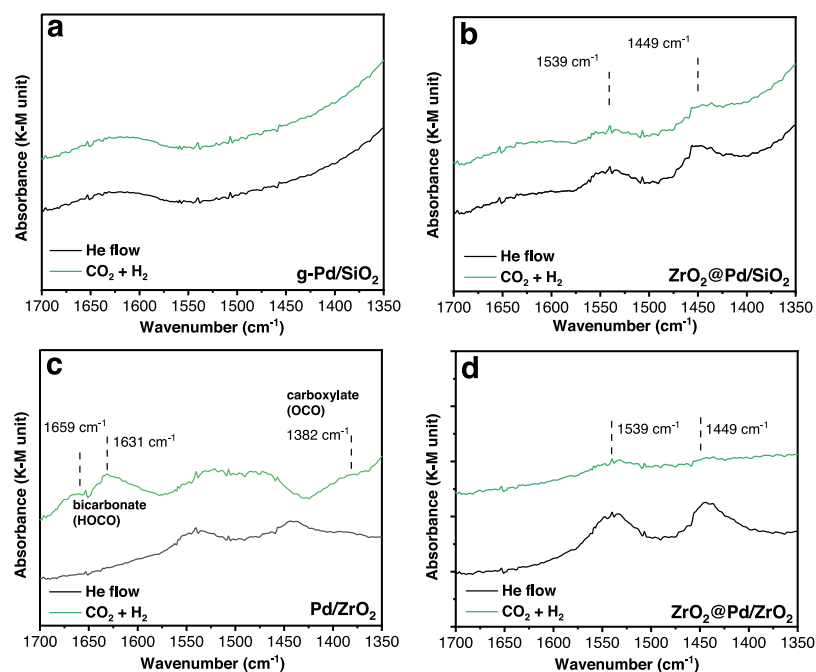 a
Absorbance (K-M unit)
He flow
CO₂ + H₂
g-Pd/SiO₂
1700 1650 1600 1550 1500 1450 1400 1350
Wavenumber (cm⁻¹)
b
1449 cm⁻¹
1539 cm⁻¹
Absorbance (K-M unit)
He flow
CO₂ + H₂
ZrO₂@Pd/SiO₂
1700 1650 1600 1550 1500 1450 1400 1350
Wavenumber (cm⁻¹)
c
carboxylate
(OCO)
1659 cm⁻¹
1631 cm⁻¹
1382 cm⁻¹
bicarbonate
(HOCO)
Absorbance (K-M unit)
He flow
CO₂ + H₂
Pd/ZrO₂
1700 1650 1600 1550 1500 1450 1400 1350
Wavenumber (cm⁻¹)
d
1539 cm⁻¹
1449 cm⁻¹
Absorbance (K-M unit)
He flow
CO₂ + H₂
ZrO₂@Pd/ZrO₂
1700 1650 1600 1550 1500 1450 1400 1350
Wavenumber (cm⁻¹)